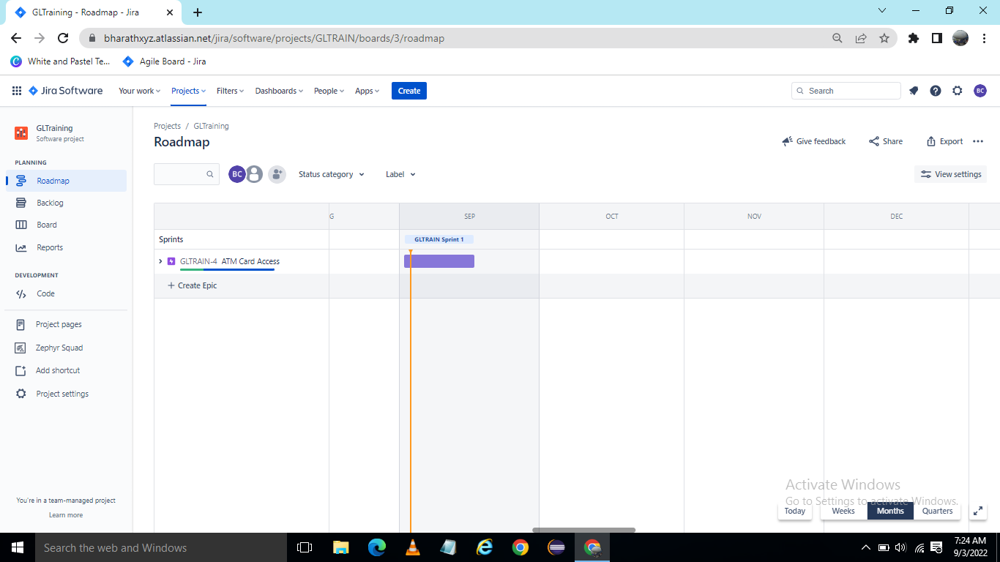 GLTraining - Roadmap - Jira
bharathxyz.atlassian.net/jira/software/projects/GLTRAIN/boards/3/roadmap
White and Pastel Te...
Agile Board - Jira
Jira Software
Your work
Projects
Filters
Dashboards
People
Apps
Create
Search
BC
GLTraining
Software project
PLANNING
Roadmap
Backlog
Board
Reports
DEVELOPMENT
Code
Project pages
Zephyr Squad
Add shortcut
Project settings
You're in a team-managed project
Learn more
Projects / GLTraining
Roadmap
Give feedback
Share
Export
BC
Status category
Label
View settings
G
SEP
OCT
NOV
DEC
Sprints
GLTRAIN Sprint 1
GLTRAIN-4 ATM Card Access
+ Create Epic
Activate Windows
Go to Settings to activate Windows.
Today
Weeks
Months
Quarters
Search the web and Windows
7:24 AM
9/3/2022